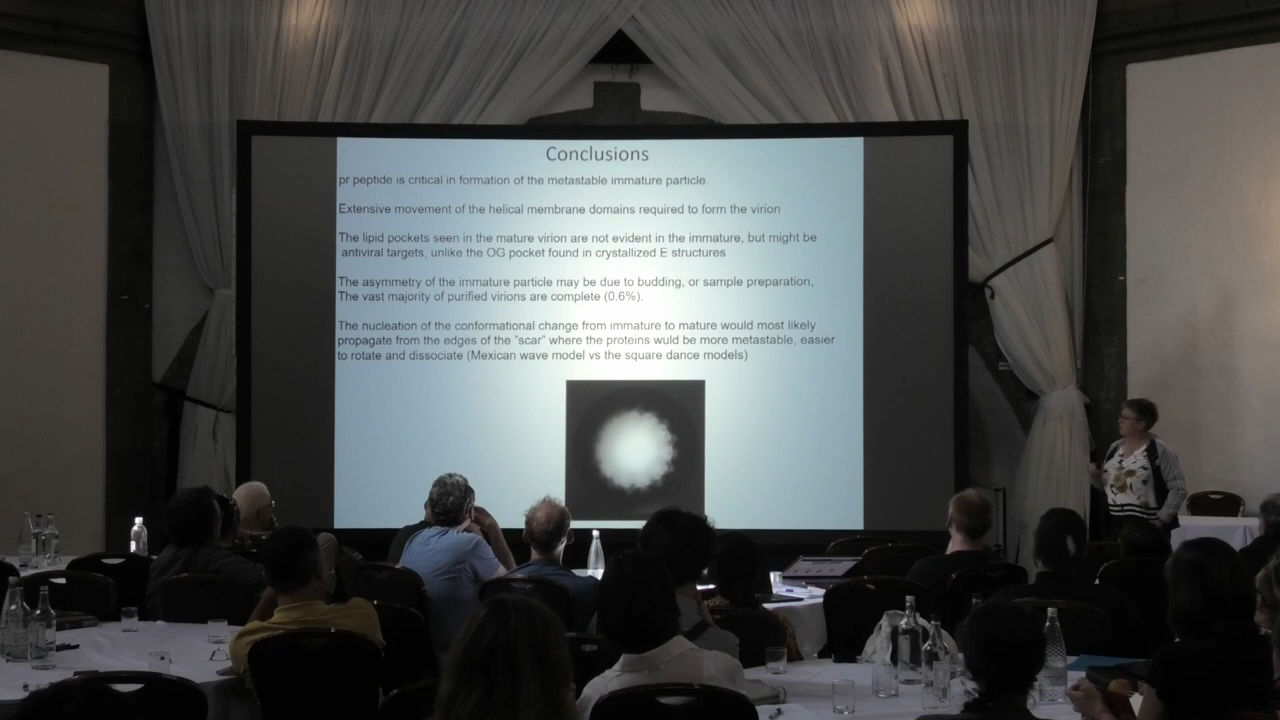 Conclusions
pr peptide is critical in formation of the metastable immature particle.
Extensive movement of the helical membrane domains required to form the virion
The lipid pockets seen in the mature virion are not evident in the immature, but might be
antiviral targets, unlike the OG pocket found in crystallized E structures
The asymmetry of the immature particle may be due to budding, or sample preparation,
The vast majority of purified virions are complete (0.6%).
The nucleation of the conformational change from immature to mature would most likely
propagate from the edges of the "scar" where the proteins wuld be more metastable, easier
to rotate and dissociate (Mexican wave model vs the square dance models)